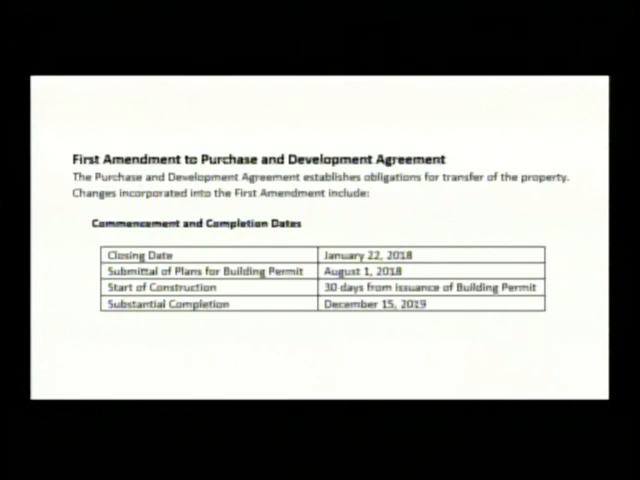 First Amendment to Purchase and Development Agreement
The Purchase and Development Agreement establishes obligations for transfer of the property.
Changes incorporated into the First Amendment include:
Commencement and Completion Dates
Closing Date January 22, 2018
Submittal of Plans for Building Permit August 1, 2018
Start of Construction 30 days from Issuance of Building Permit
Substantial Completion December 15, 2019